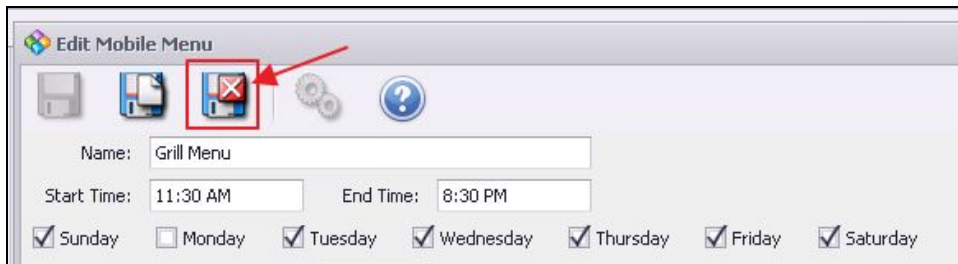 Edit Mobile Menu
?
Name: Grill Menu
Start Time: 11:30 AM End Time: 8:30 PM
Sunday Monday Tuesday Wednesday Thursday Friday Saturday